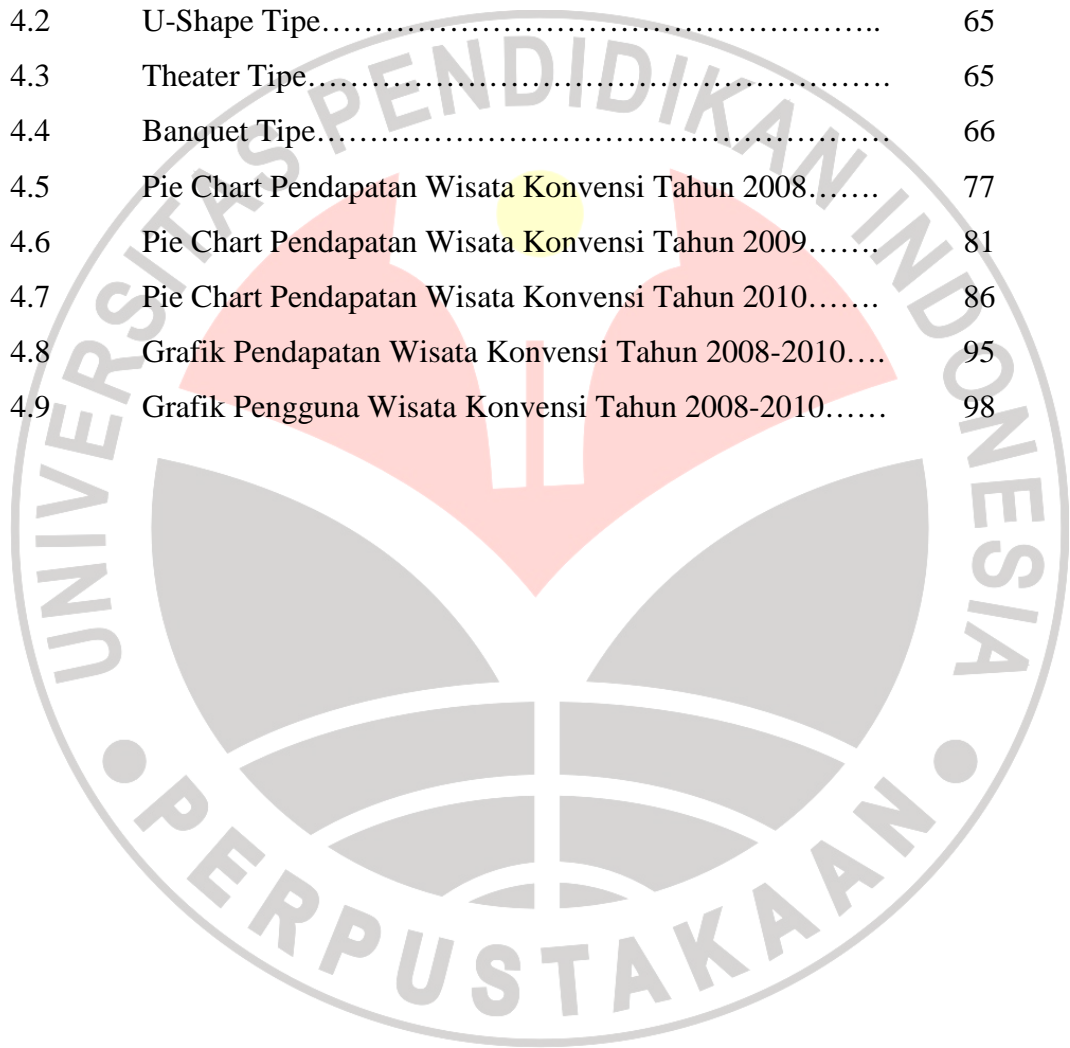 4.2 U-Shape Tipe…………………………………………….. 65
4.3 Theater Tipe………………………………………………. 65
4.4 Banquet Tipe……………………………………………… 66
4.5 Pie Chart Pendapatan Wisata Konvensi Tahun 2008……. 77
4.6 Pie Chart Pendapatan Wisata Konvensi Tahun 2009……. 81
4.7 Pie Chart Pendapatan Wisata Konvensi Tahun 2010……. 86
4.8 Grafik Pendapatan Wisata Konvensi Tahun 2008-2010…. 95
4.9 Grafik Pengguna Wisata Konvensi Tahun 2008-2010…… 98
UNIVERSITAS PENDIDIKAN INDONESIA
PERPUSTAKAAN